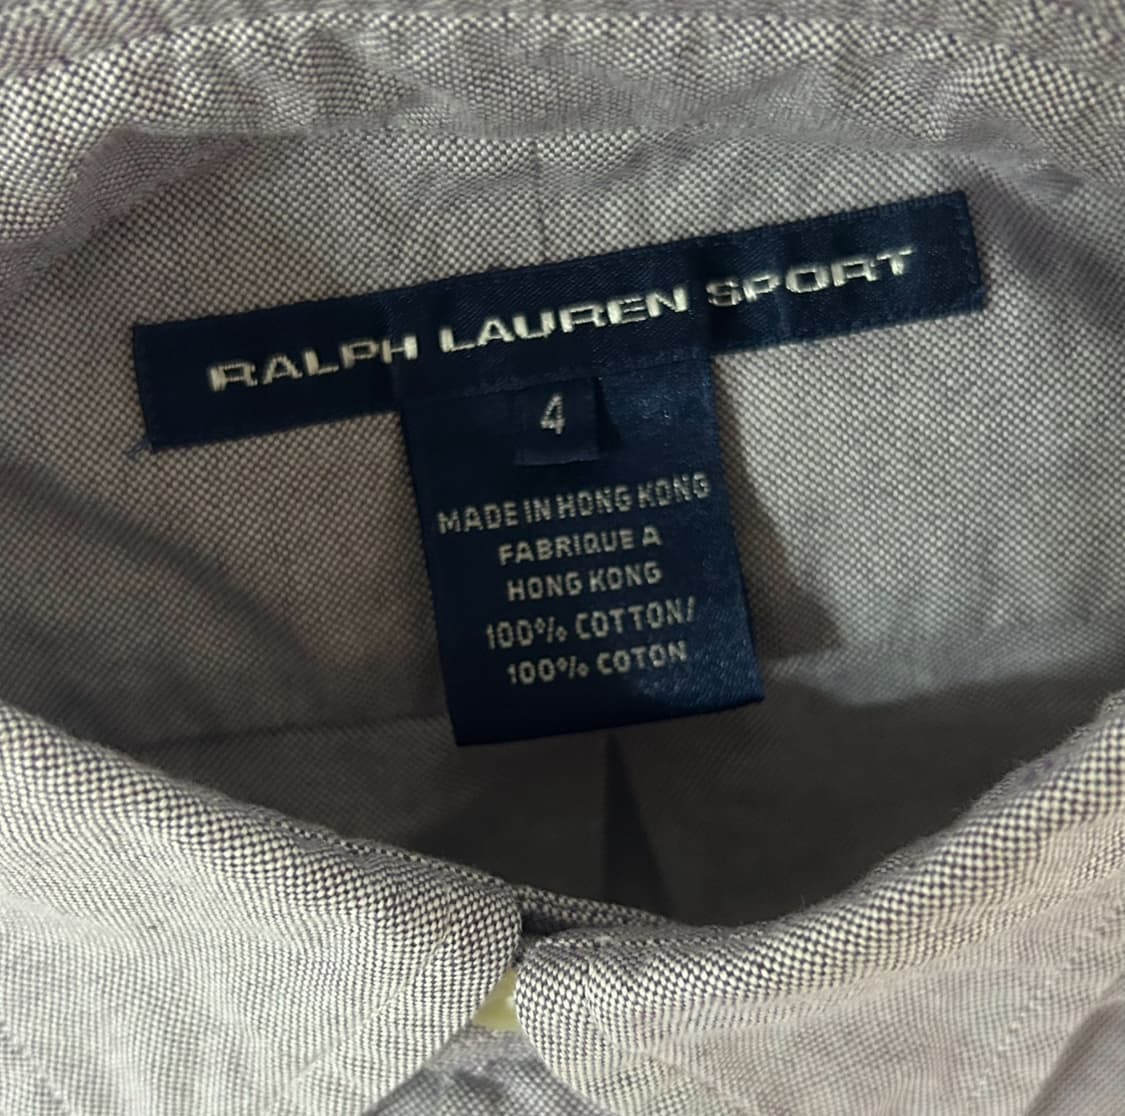 RALPH LAUREN SPORT
4
MADE IN HONG KONG
FABRIQUE A
HONG KONG
100% COTTON/
100% COTON